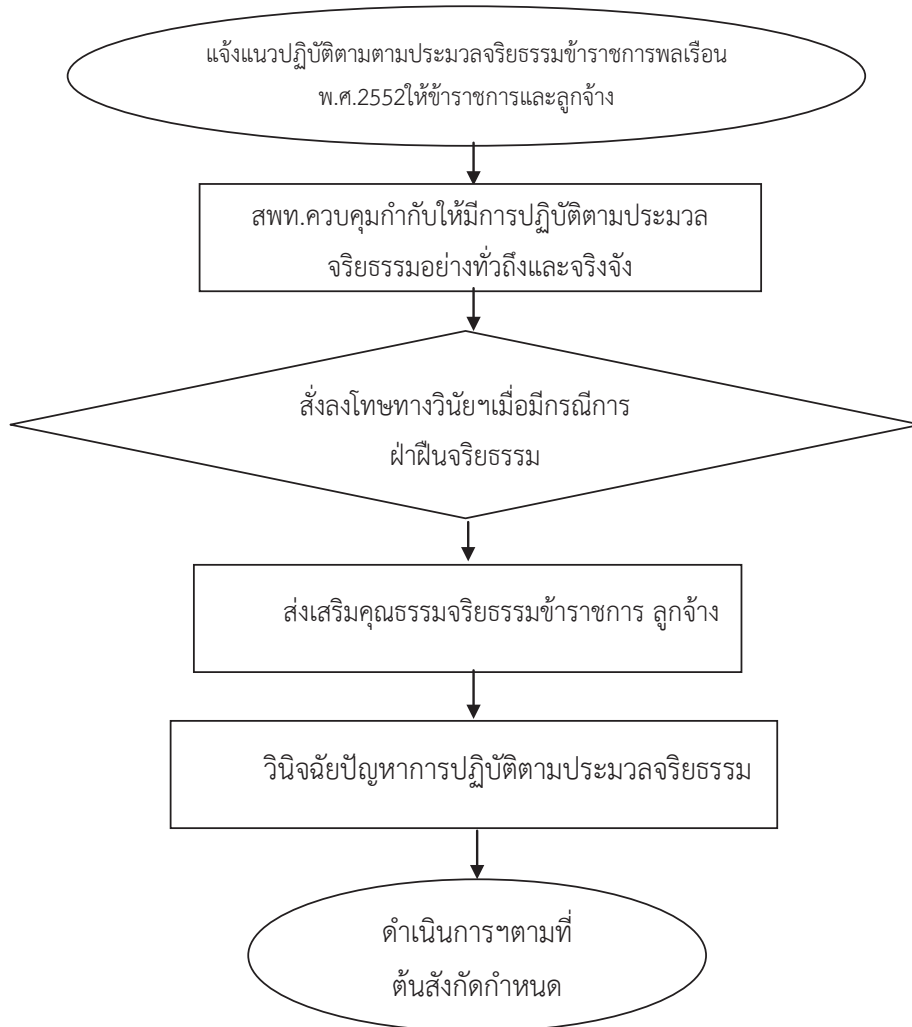 แจ้งแนวปฏิบัติตามตามประมวลจริยธรรมข้าราชการพลเรือน
พ.ศ.2552ให้ข้าราชการและลูกจ้าง
สพท.ควบคุมกำกับให้มีการปฏิบัติตามประมวล
จริยธรรมอย่างทั่วถึงและจริงจัง
สั่งลงโทษทางวินัยฯเมื่อมีกรณีการ
ฝ่าฝืนจริยธรรม
ส่งเสริมคุณธรรมจริยธรรมข้าราชการ ลูกจ้าง
วินิจฉัยปัญหาการปฏิบัติตามประมวลจริยธรรม
ดำเนินการฯตามที่
ต้นสังกัดกำหนด